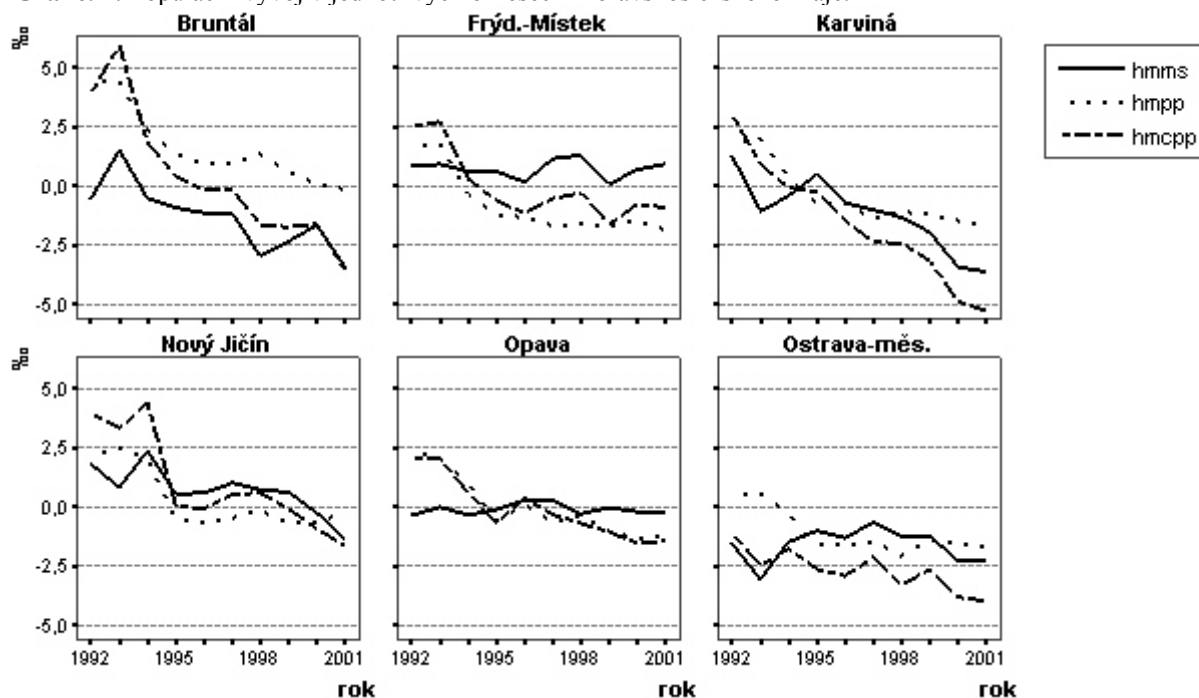 Bruntál Frýd.-Místek Karviná
‰
5,0
2,5
0,0
-2,5
-5,0
hmms
hmpp
hmcpp
Nový Jičín Opava Ostrava-měs.
‰
5,0
2,5
0,0
-2,5
-5,0
1992 1995 1998 2001 1992 1995 1998 2001 1992 1995 1998 2001
rok rok rok